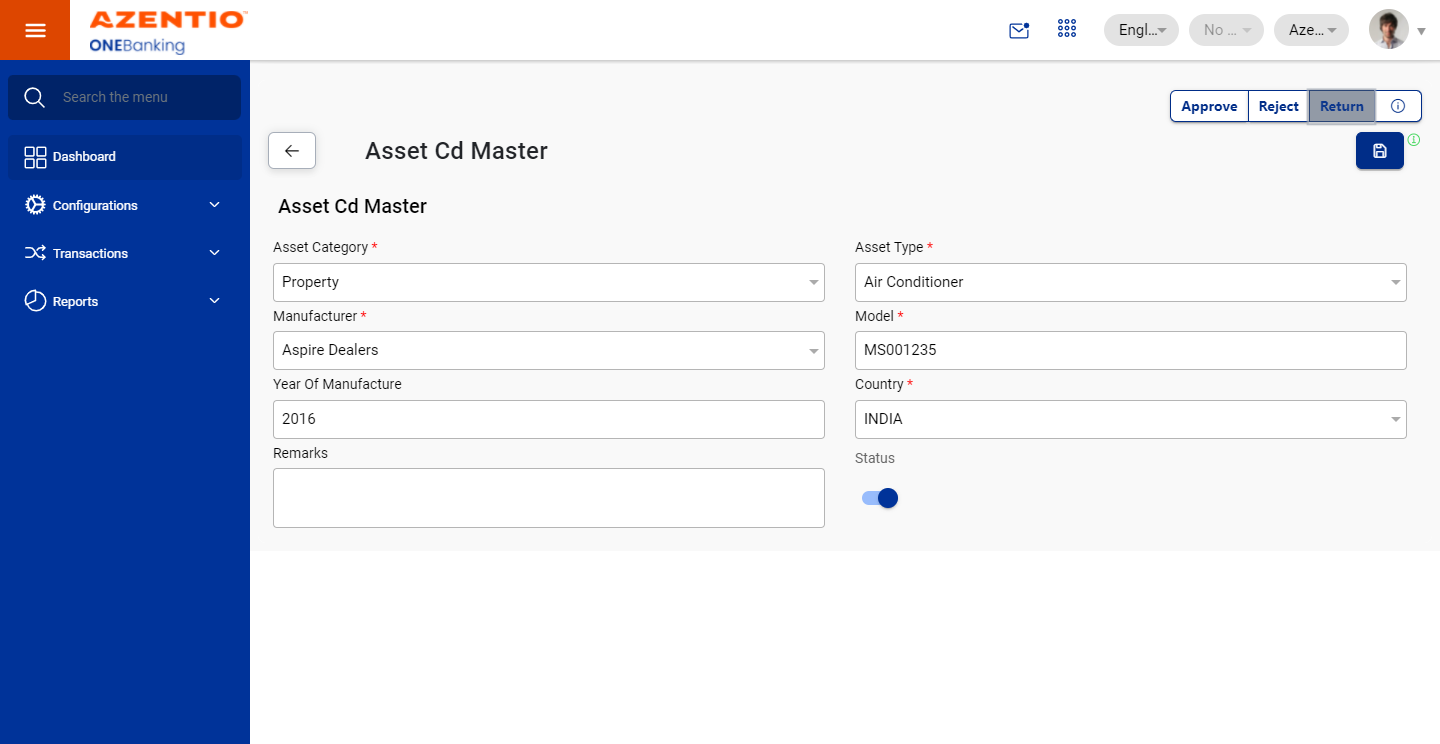 AZENTIO™
ONEBanking
Engl...
No ...
Aze...
Search the menu
Dashboard
Configurations
Transactions
Reports
Approve
Reject
Return
Asset Cd Master
Asset Cd Master
Asset Category *
Asset Type *
Property
Air Conditioner
Manufacturer *
Model *
Aspire Dealers
MS001235
Year Of Manufacture
Country *
2016
INDIA
Remarks
Status